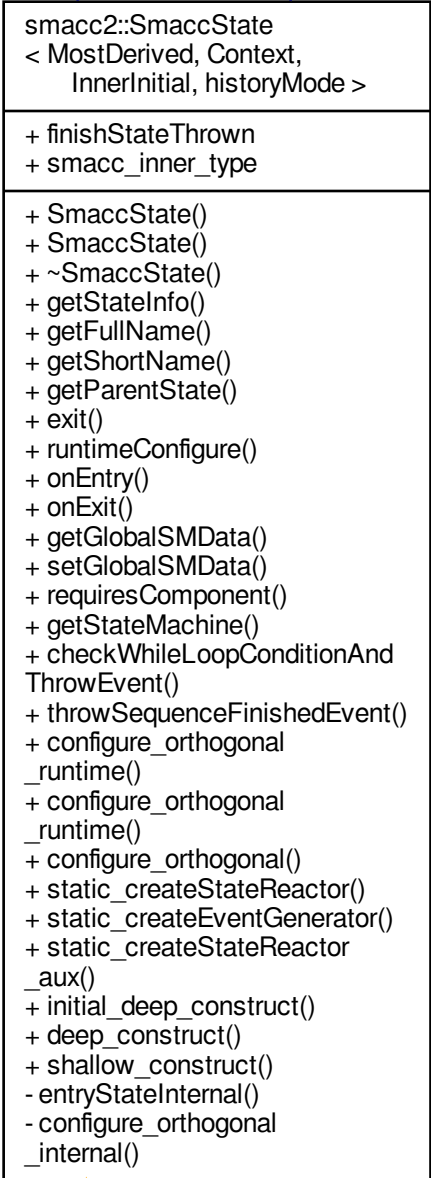 smacc2::SmaccState
< MostDerived, Context,
InnerInitial, historyMode >
+ finishStateThrown
+ smacc_inner_type
+ SmaccState()
+ SmaccState()
+ ~SmaccState()
+ getStateInfo()
+ getFullName()
+ getShortName()
+ getParentState()
+ exit()
+ runtimeConfigure()
+ onEntry()
+ onExit()
+ getGlobalSMData()
+ setGlobalSMData()
+ requiresComponent()
+ getStateMachine()
+ checkWhileLoopConditionAnd
ThrowEvent()
+ throwSequenceFinishedEvent()
+ configure_orthogonal
_runtime()
+ configure_orthogonal
_runtime()
+ configure_orthogonal()
+ static_createStateReactor()
+ static_createEventGenerator()
+ static_createStateReactor
_aux()
+ initial_deep_construct()
+ deep_construct()
+ shallow_construct()
- entryStateInternal()
- configure_orthogonal
_internal()